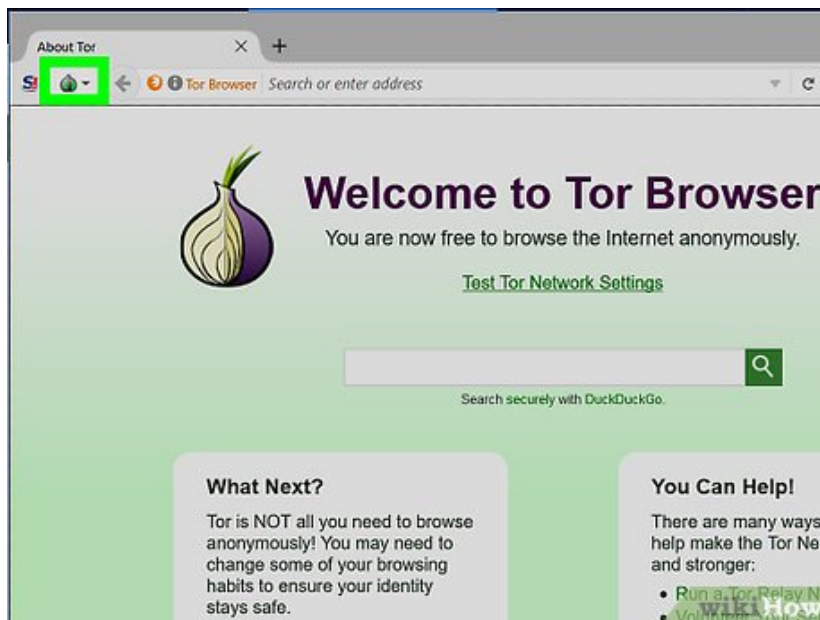 About Tor
S!
Tor Browser Search or enter address
Welcome to Tor Browser
You are now free to browse the Internet anonymously.
Test Tor Network Settings
Search securely with DuckDuckGo.
What Next?
Tor is NOT all you need to browse
anonymously! You may need to
change some of your browsing
habits to ensure your identity
stays safe.
You Can Help!
There are many ways
help make the Tor Ne
and stronger:
• Run a Tor Relay N
wikiHow